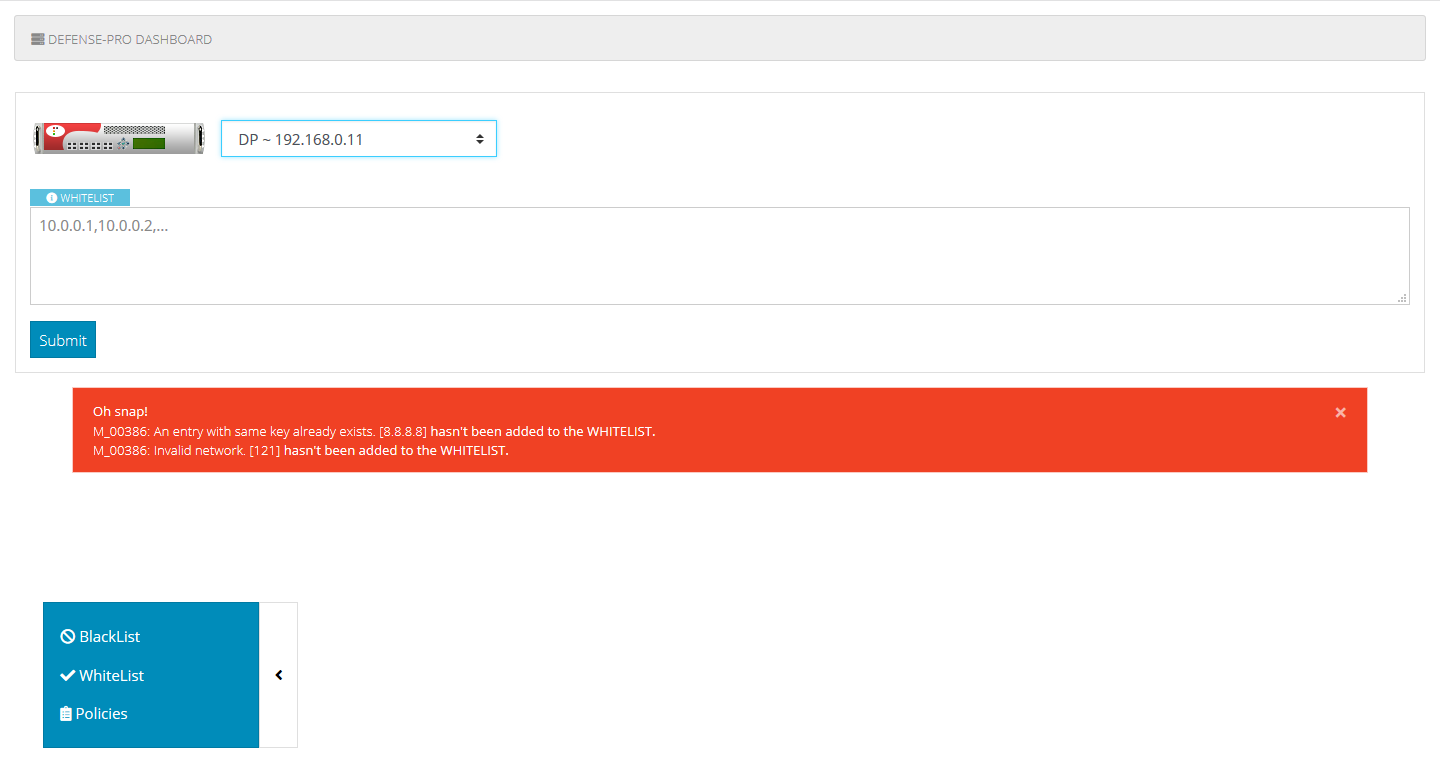 DEFENSE-PRO DASHBOARD
DP ~ 192.168.0.11
WHITELIST
10.0.0.1,10.0.0.2,...
Submit
Oh snap!
M_00386: An entry with same key already exists. [8.8.8.8] hasn't been added to the WHITELIST.
M_00386: Invalid network. [121] hasn't been added to the WHITELIST.
BlackList
WhiteList
Policies